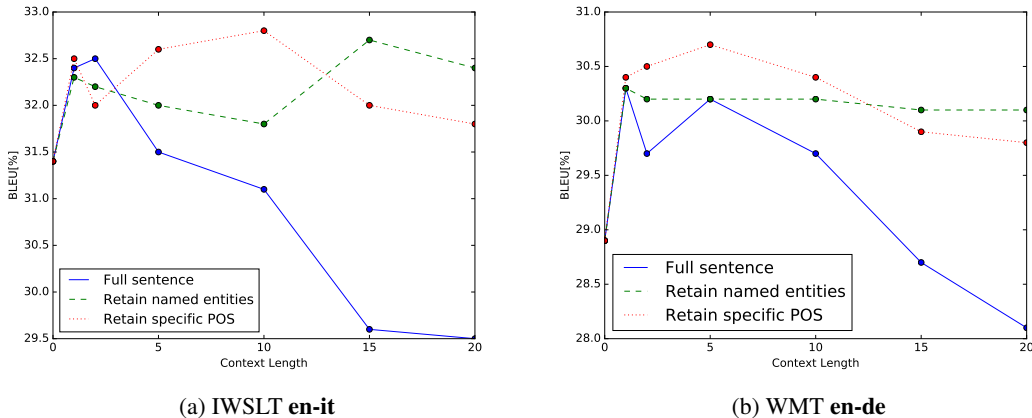 33.0
32.5
32.0
31.5
31.0
30.5
30.0
29.5
BLEU[%]
0 5 10 15 20
Context Length
Full sentence
Retain named entities
Retain specific POS
(a) IWSLT en-it
31.0
30.5
30.0
29.5
29.0
28.5
28.0
BLEU[%]
0 5 10 15 20
Context Length
Full sentence
Retain named entities
Retain specific POS
(b) WMT en-de